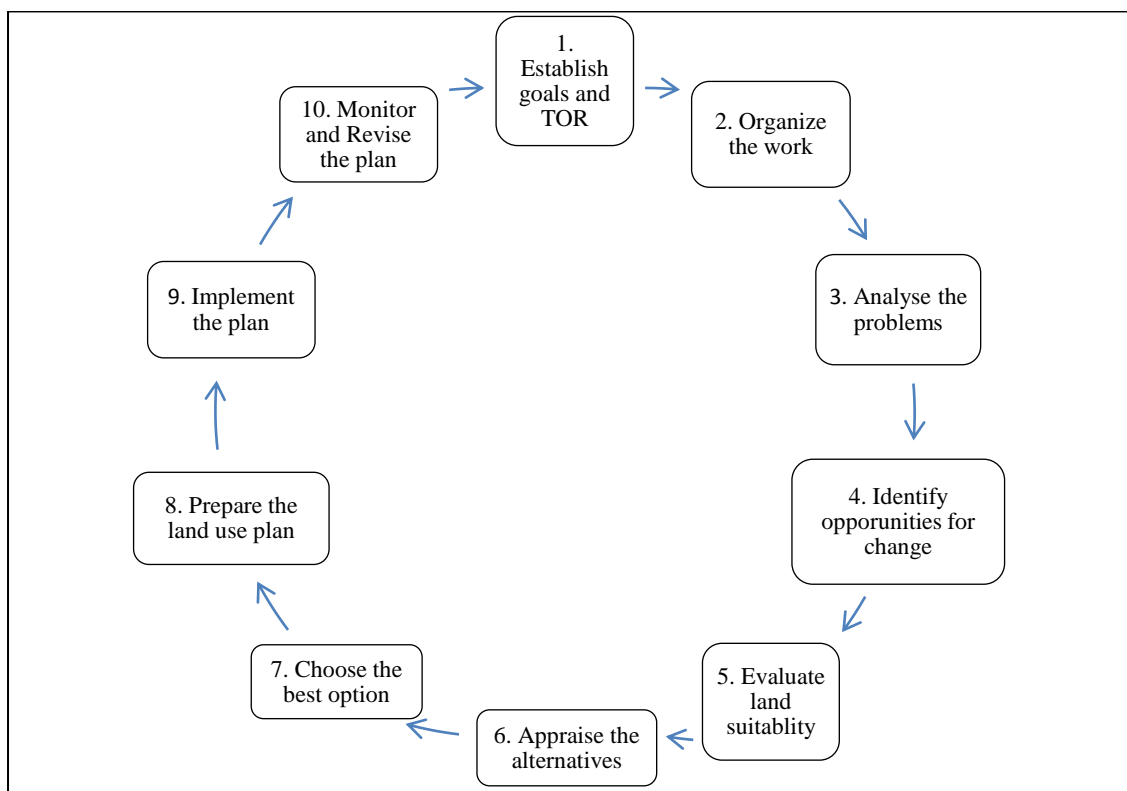 1.
Establish
goals and
TOR
2. Organize
the work
3. Analyse the
problems
4. Identify
opporunities for
change
5. Evaluate
land
suitablity
6. Appraise the
alternatives
7. Choose the
best option
8. Prepare the
land use plan
9. Implement
the plan
10. Monitor
and Revise
the plan